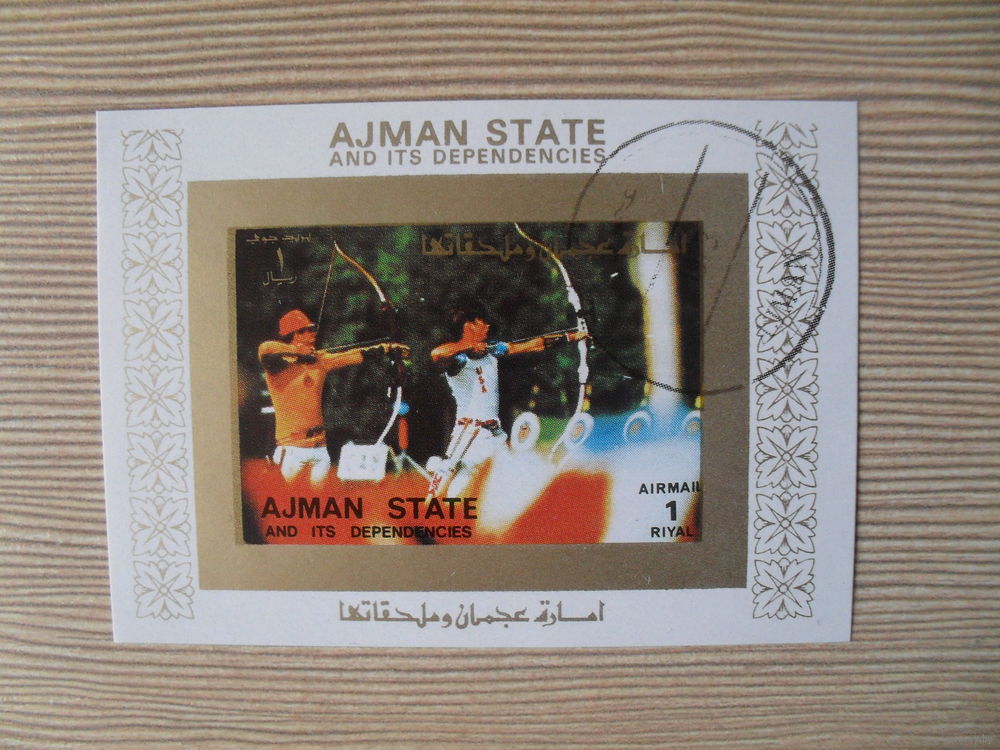 AJMAN STATE
AND ITS DEPENDENCIES
بريد جوي
امارة عجمان وملحقاتها
١
ريال
USA
AJMAN STATE
AND ITS DEPENDENCIES
AIRMAIL
1
RIYAL
امارة عجمان وملحقاتها